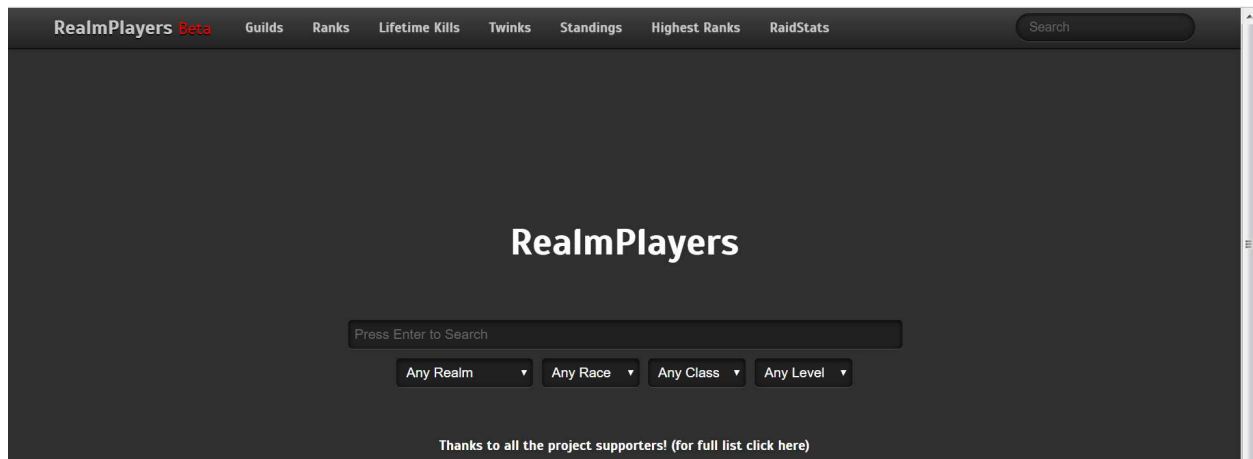 RealmPlayers Beta Guilds Ranks Lifetime Kills Twinks Standings Highest Ranks RaidStats Search
RealmPlayers
Press Enter to Search
Any Realm Any Race Any Class Any Level
Thanks to all the project supporters! (for full list click here)